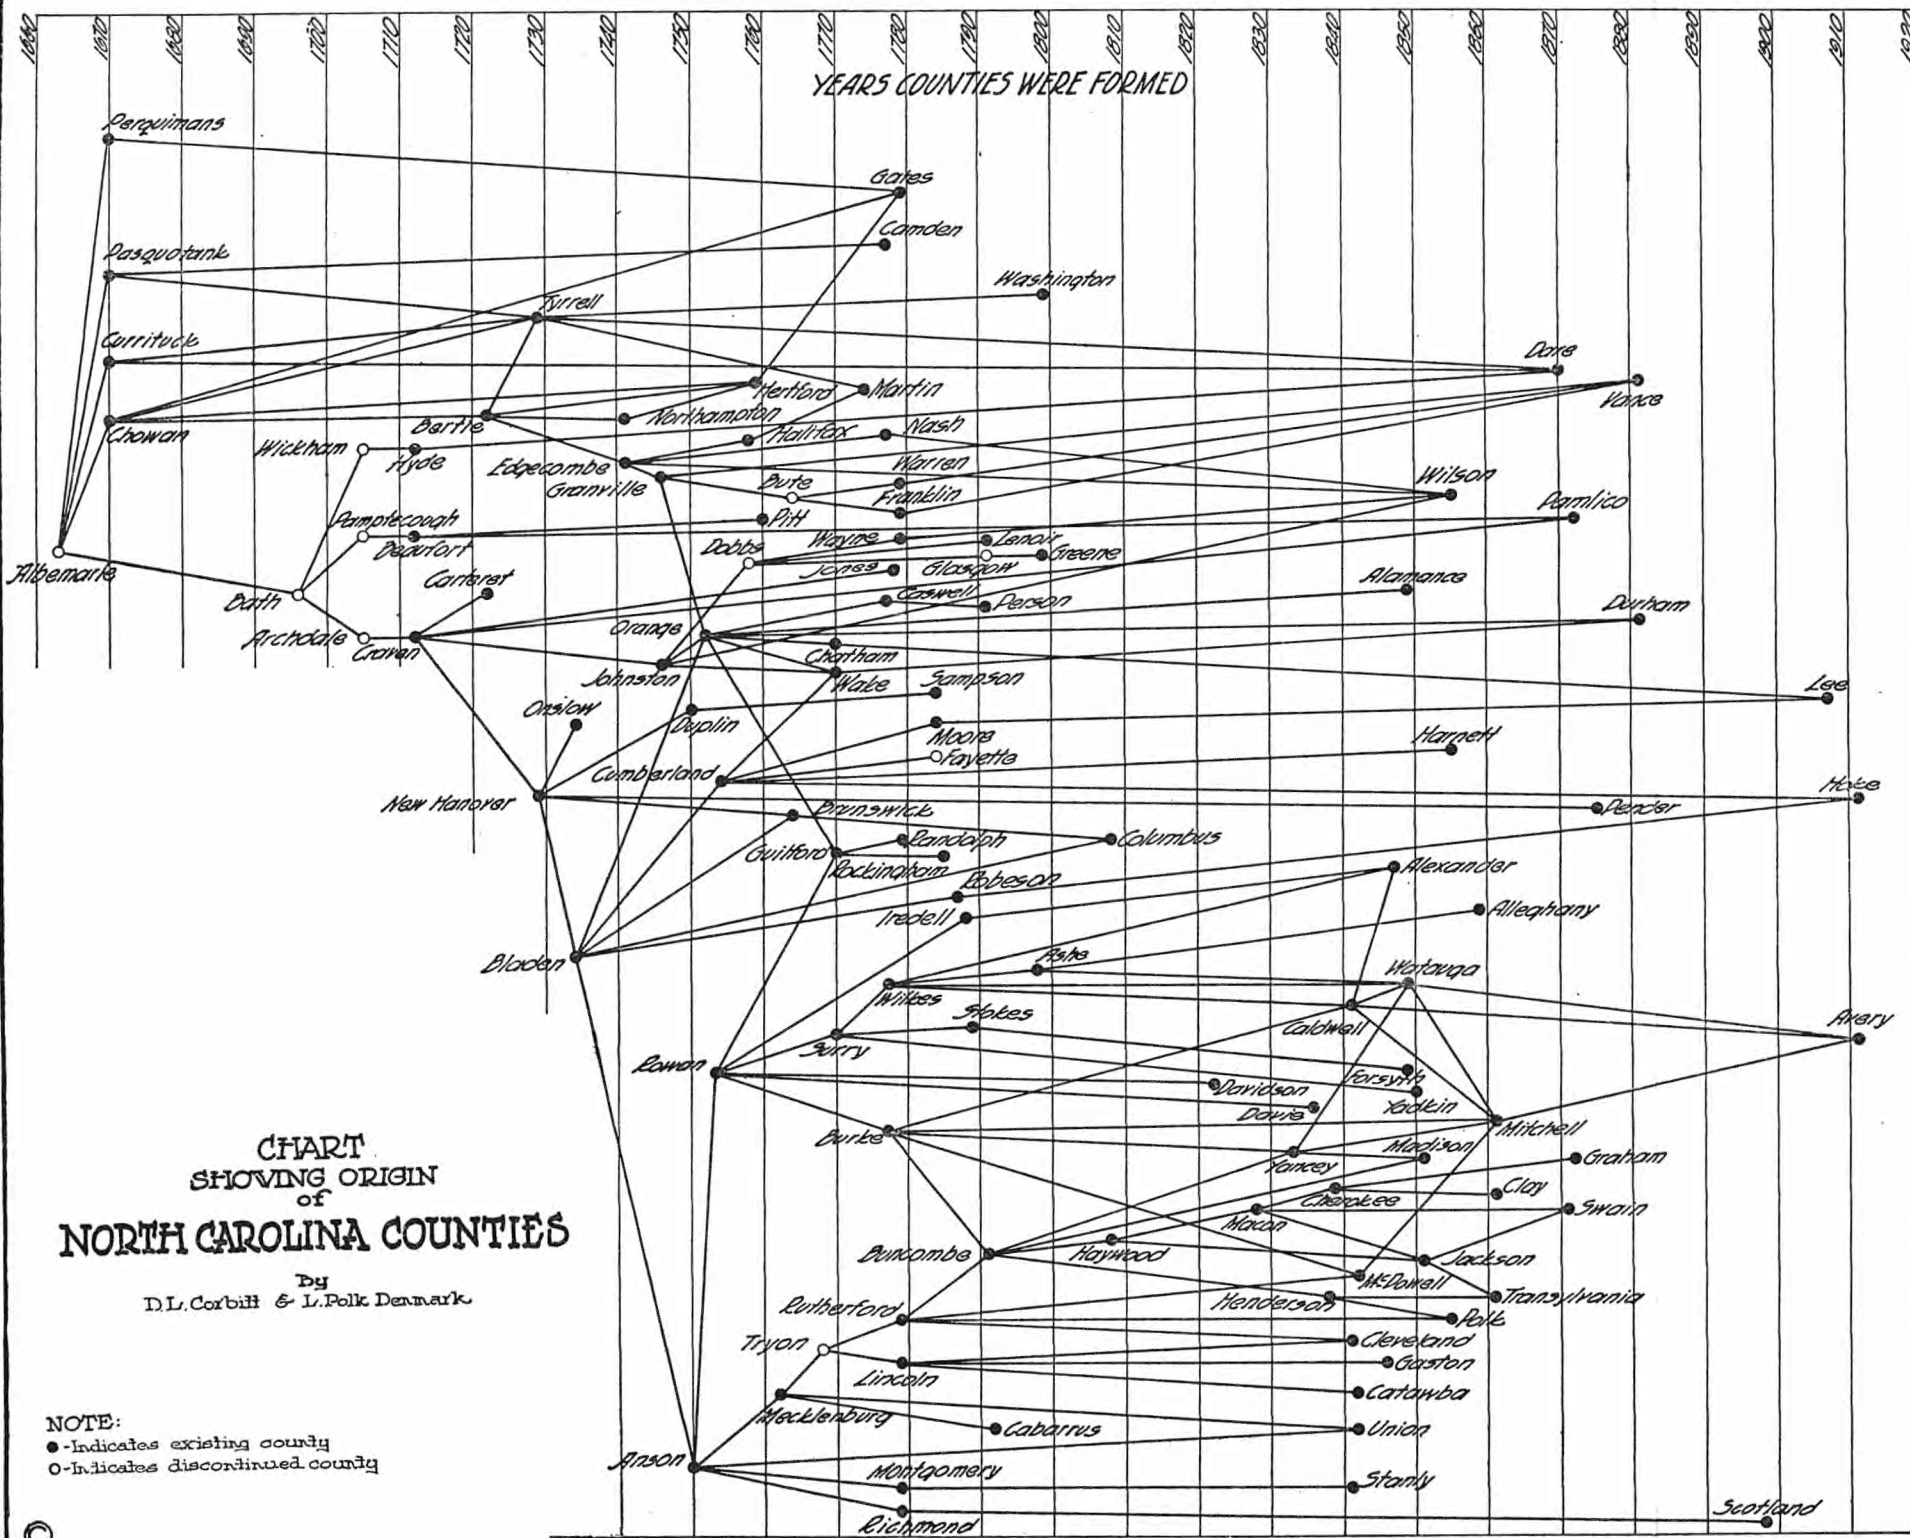 1660 1670 1680 1690 1700 1710 1720 1730 1740 1750 1760 1770 1780 1790 1800 1810 1820 1830 1840 1850 1860 1870 1880 1890 1900 1910 1920
YEARS COUNTIES WERE FORMED
Perquimans
Gates
Camden
Pasquotank
Washington
Tyrrell
Currituck
Dare
Hertford
Martin
Vance
Northampton
Chowan
Bertie
Halifax
Nash
Wickham
Hyde
Edgecombe
Warren
Granville
Bute
Franklin
Wilson
Pamlico
Pamptecough
Pitt
Beaufort
Wayne
Lenoir
Dobbs
Glasgow
Greene
Albemarle
Jones
Carteret
Alamance
Caswell
Person
Bath
Durham
Archdale
Craven
Orange
Chatham
Johnston
Wake
Sampson
Lee
Onslow
Duplin
Moore
Harnett
Fayette
Cumberland
Hoke
New Hanover
Brunswick
Pender
Randolph
Columbus
Guilford
Rockingham
Alexander
Robeson
Iredell
Alleghany
Bladen
Ashe
Watauga
Wilkes
Stokes
Caldwell
Avery
Surry
Rowan
Forsyth
Davidson
Yadkin
Davie
Burke
Mitchell
Madison
Yancey
Graham
Cherokee
Clay
Macon
Swain
Buncombe
Haywood
Jackson
McDowell
Henderson
Transylvania
Rutherford
Polk
Tryon
Cleveland
Gaston
Lincoln
Catawba
Mecklenburg
Cabarrus
Union
Anson
Montgomery
Stanly
Richmond
Scotland
CHART
SHOWING ORIGIN
of
NORTH CAROLINA COUNTIES
By
D.L. Corbitt & L. Polk Denmark
NOTE:
●-Indicates existing county
○-Indicates discontinued county
©